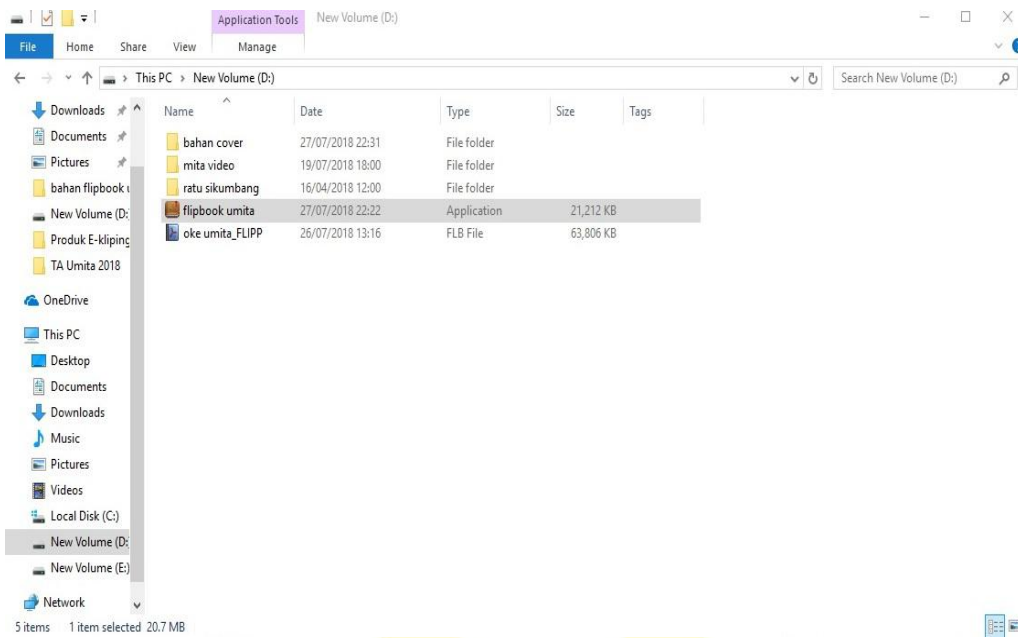 Application Tools New Volume (D:)
File Home Share View Manage
This PC > New Volume (D:) Search New Volume (D:)
Name Date Type Size Tags
bahan cover 27/07/2018 22:31 File folder
mita video 19/07/2018 18:00 File folder
ratu sikumbang 16/04/2018 12:00 File folder
flipbook umita 27/07/2018 22:22 Application 21,212 KB
oke umita_FLIPP 26/07/2018 13:16 FLB File 63,806 KB
Downloads
Documents
Pictures
bahan flipbook u
New Volume (D:
Produk E-kliping
TA Umita 2018
OneDrive
This PC
Desktop
Documents
Downloads
Music
Pictures
Videos
Local Disk (C:)
New Volume (D:
New Volume (E:)
Network
5 items 1 item selected 20.7 MB